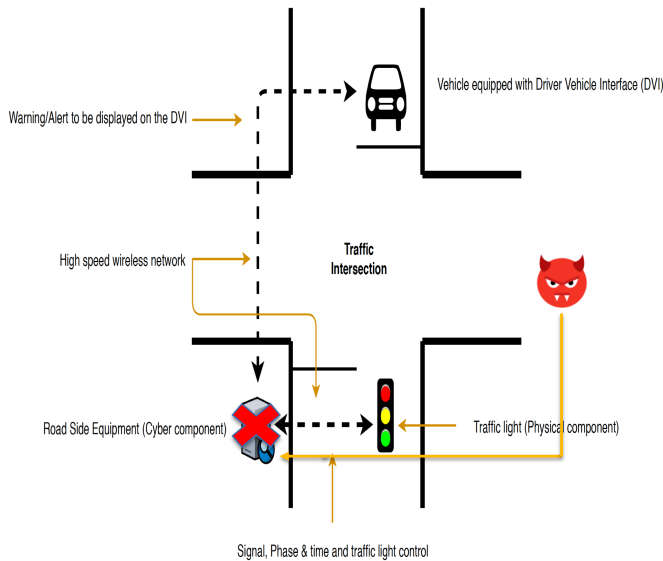 Vehicle equipped with Driver Vehicle Interface (DVI)
Warning/Alert to be displayed on the DVI
Traffic
Intersection
High speed wireless network
Road Side Equipment (Cyber component)
Traffic light (Physical component)
Signal, Phase & time and traffic light control